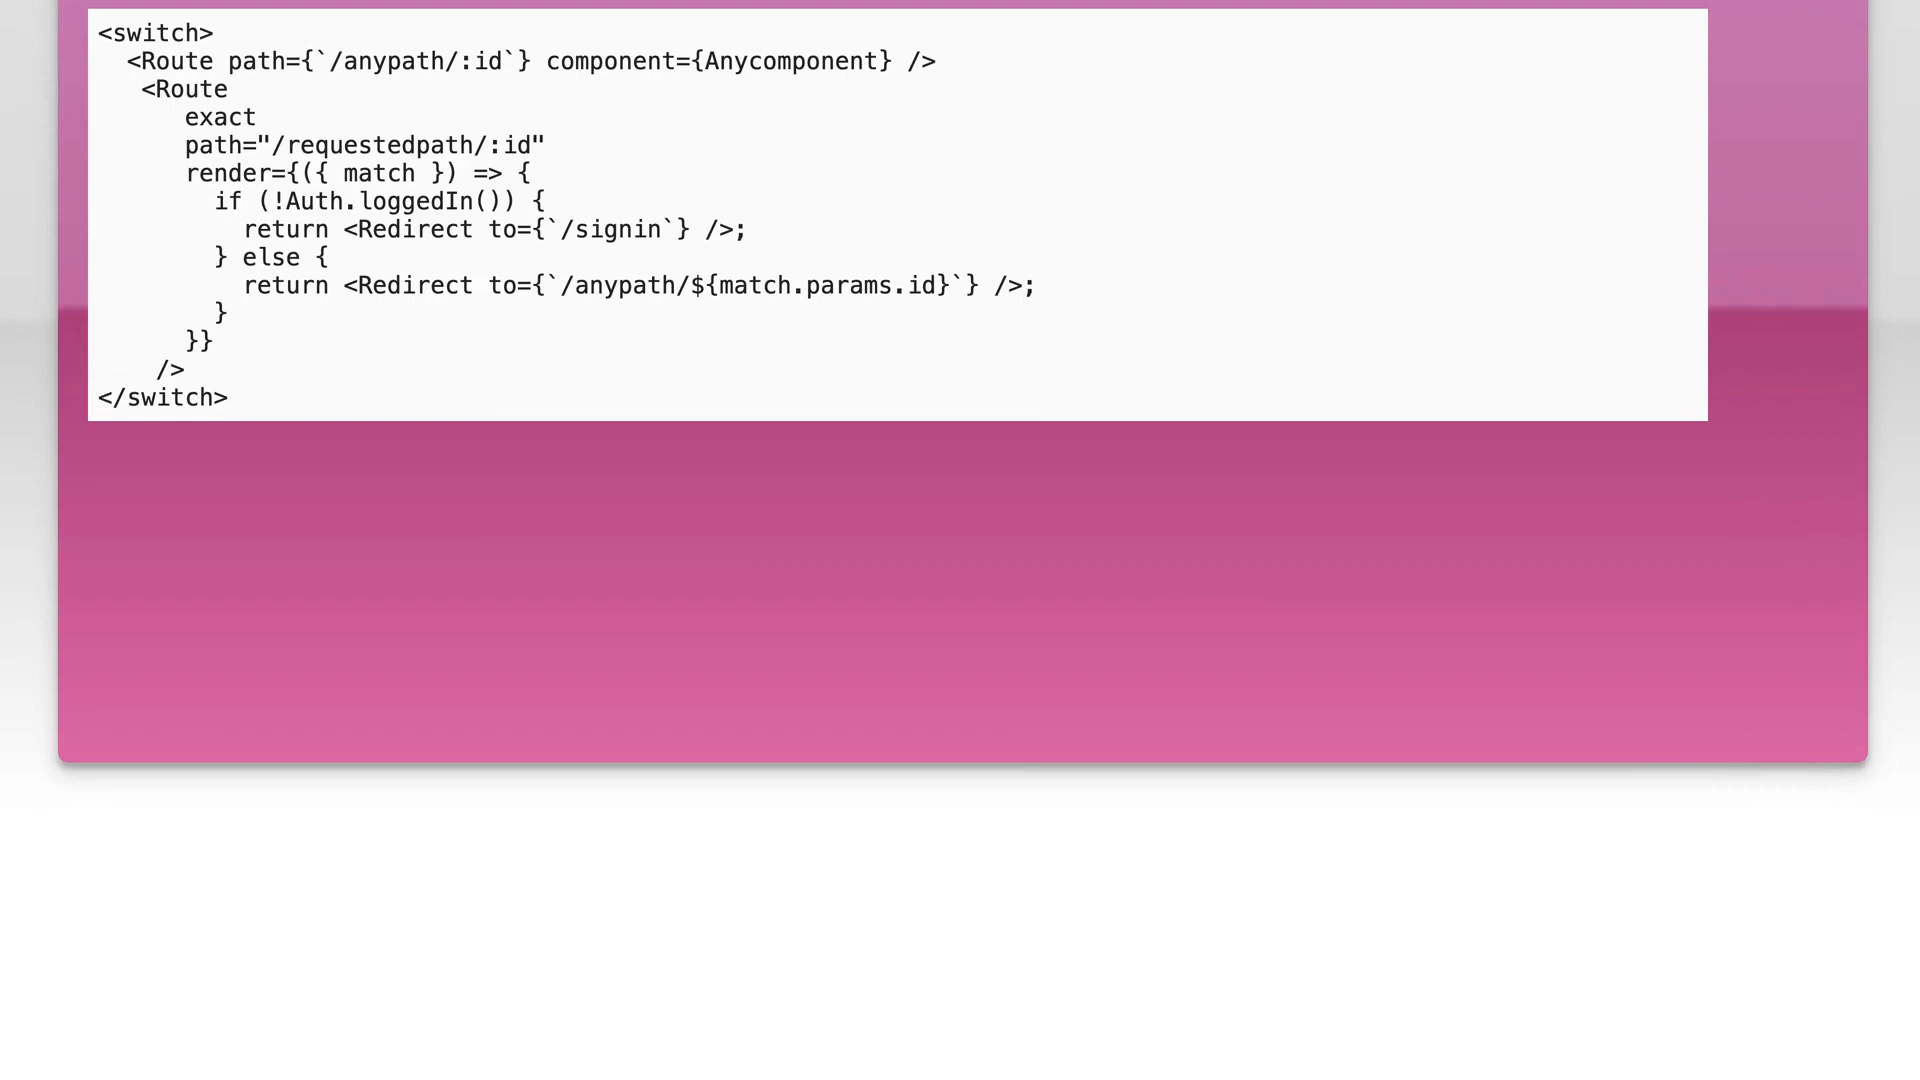 <switch>
  <Route path={`/anypath/:id`} component={Anycomponent} />
   <Route
      exact
      path="/requestedpath/:id"
      render={({ match }) => {
        if (!Auth.loggedIn()) {
          return <Redirect to={`/signin`} />;
        } else {
          return <Redirect to={`/anypath/${match.params.id}`} />;
        }
      }}
    />
</switch>